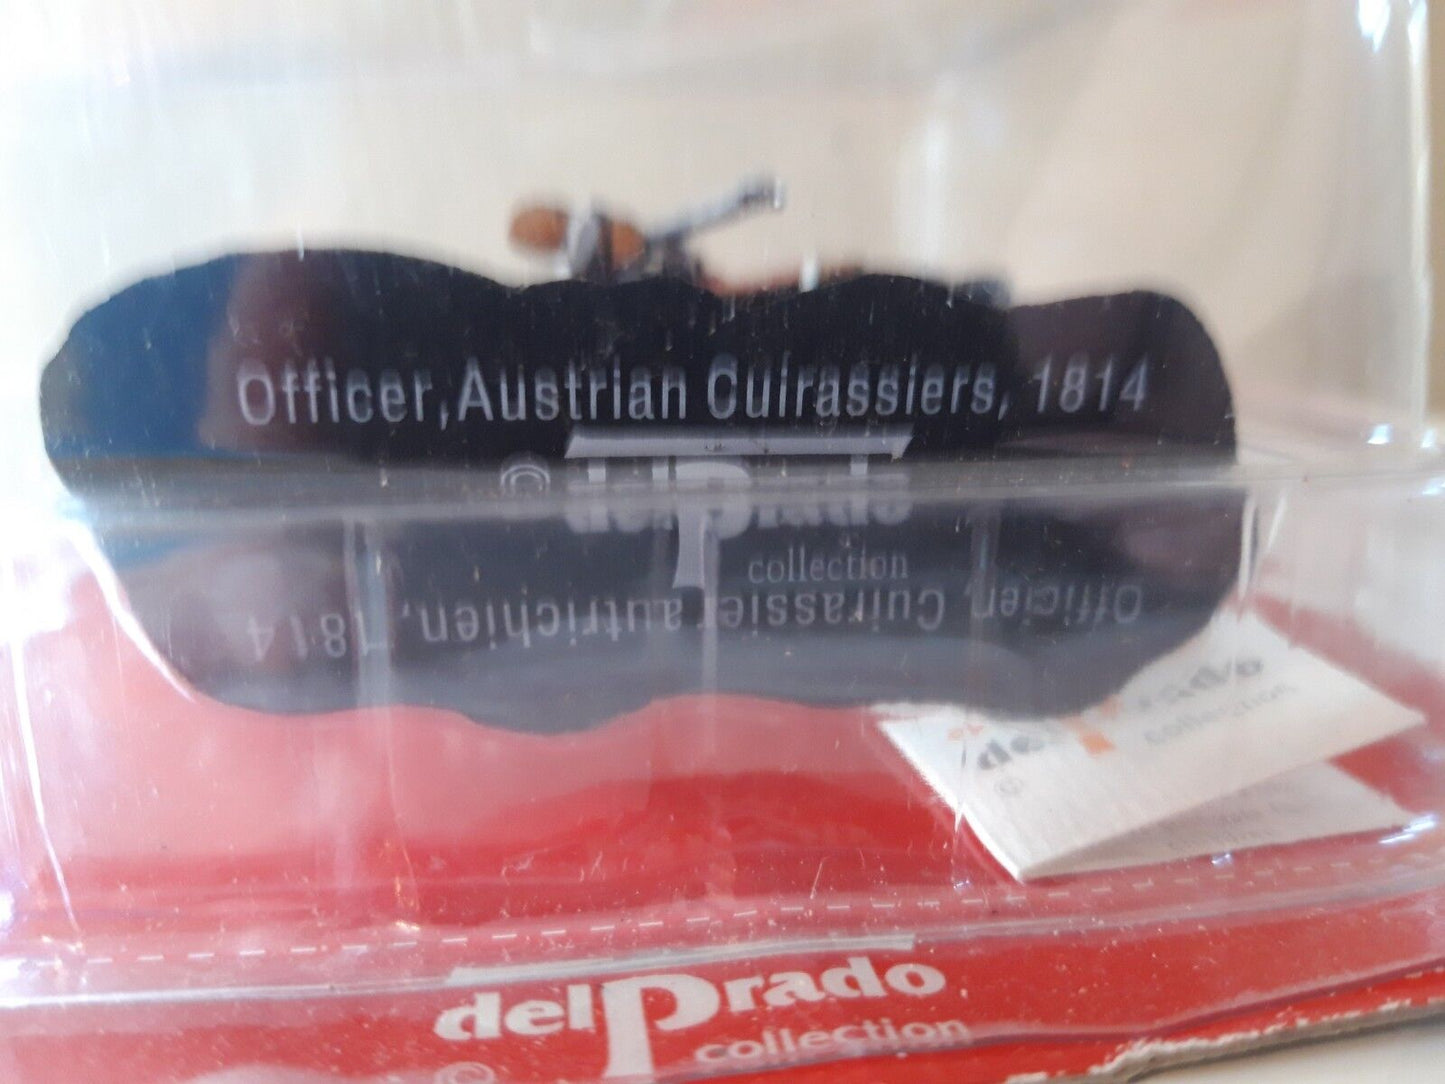 Officer,Austrian Cuirassiers, 1814
© delPrado
collection
Officier, Cuirassier autrichien, 1814
delPrado
collection
©
delPrado
collection
©